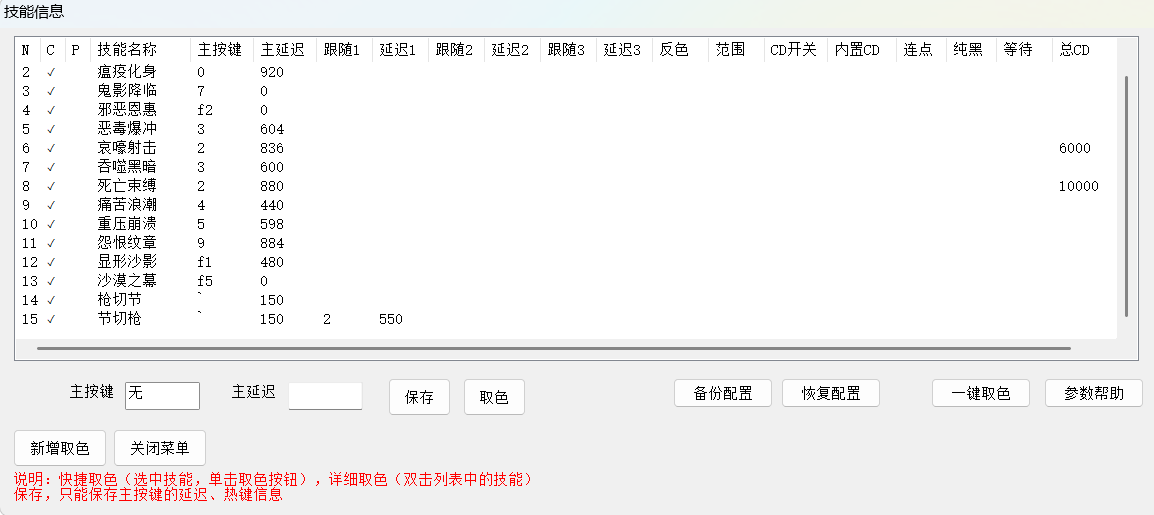 技能信息
N C P 技能名称 主按键 主延迟 跟随1 延迟1 跟随2 延迟2 跟随3 延迟3 反色 范围 CD开关 内置CD 连点 纯黑 等待 总CD
2 ✓ 瘟疫化身 0 920
3 ✓ 鬼影降临 7 0
4 ✓ 邪恶恩惠 f2 0
5 ✓ 恶毒爆冲 3 604
6 ✓ 哀嚎射击 2 836 6000
7 ✓ 吞噬黑暗 3 600
8 ✓ 死亡束缚 2 880 10000
9 ✓ 痛苦浪潮 4 440
10 ✓ 重压崩溃 5 598
11 ✓ 怨恨纹章 9 884
12 ✓ 显形沙影 f1 480
13 ✓ 沙漠之幕 f5 0
14 ✓ 枪切节 ` 150
15 ✓ 节切枪 ` 150 2 550
主按键 无 主延迟 保存 取色 备份配置 恢复配置 一键取色 参数帮助
新增取色 关闭菜单
说明：快捷取色（选中技能，单击取色按钮），详细取色（双击列表中的技能）
保存，只能保存主按键的延迟、热键信息